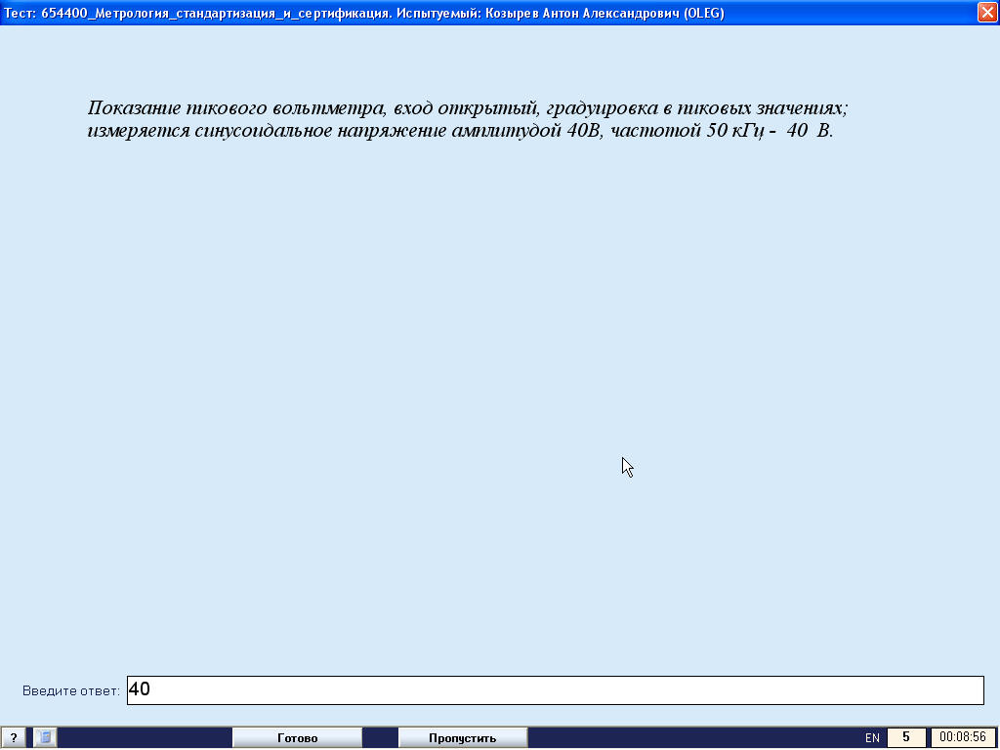 Тест: 654400_Метрология_стандартизация_и_сертификация. Испытуемый: Козырев Антон Александрович (OLEG)
Показание пикового вольтметра, вход открытый, градуировка в пиковых значениях;
измеряется синусоидальное напряжение амплитудой 40В, частотой 50 кГц - 40 В.
Введите ответ: 40
? Готово Пропустить EN 5 00:08:56